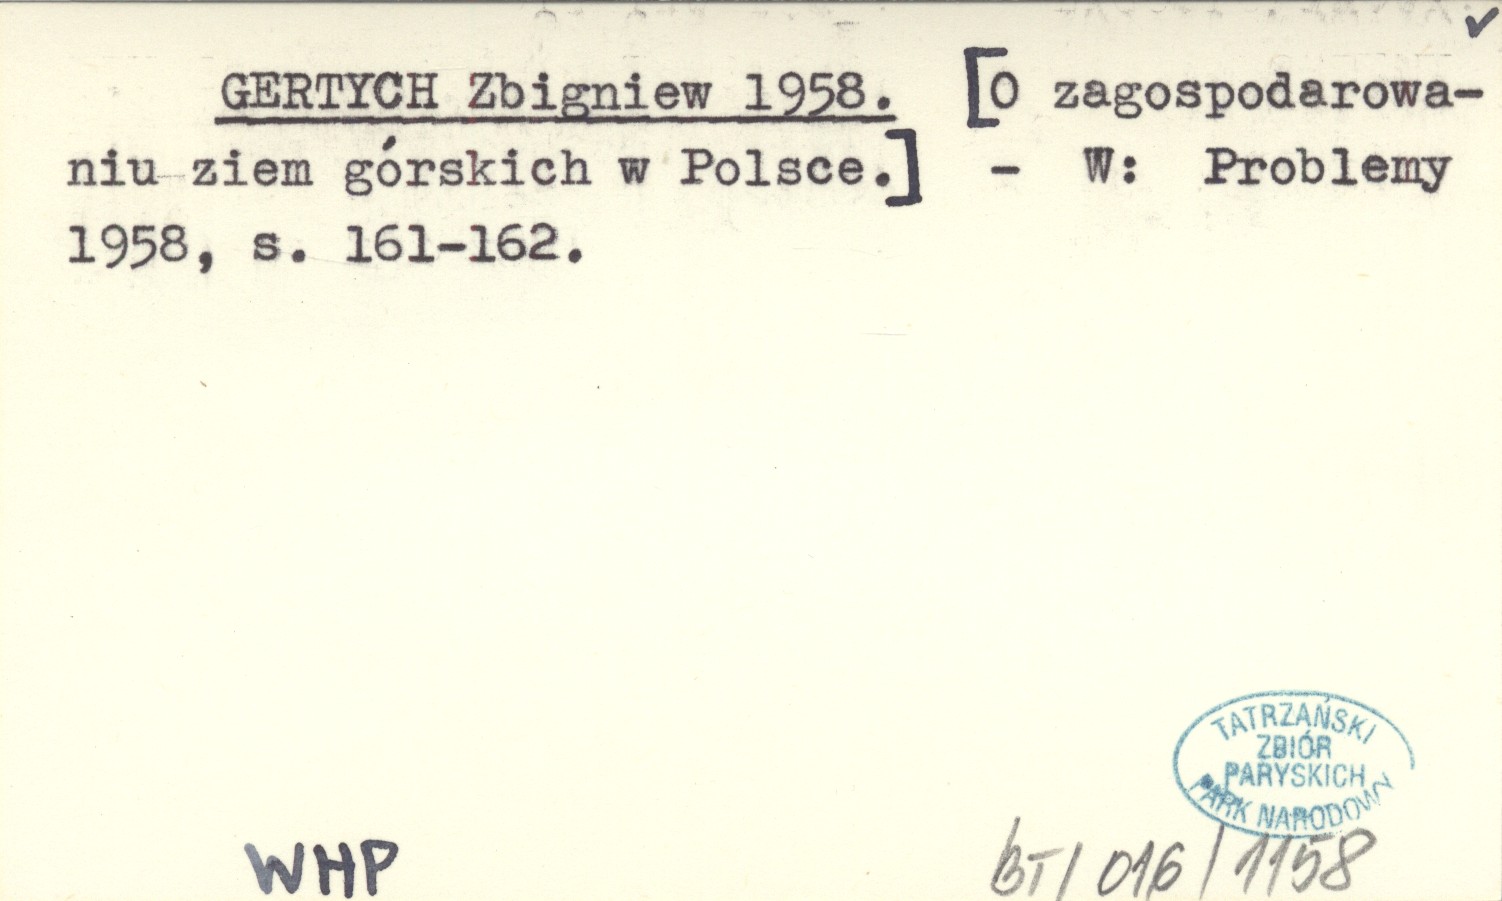 GERTYCH Zbigniew 1958. [O zagospodarowa-
niu ziem górskich w Polsce.] - W: Problemy
1958, s. 161-162.
TATRZAŃSKI
ZBIÓR
PARYSKICH
PARK NARODOWY
WHP
BT/016/1158